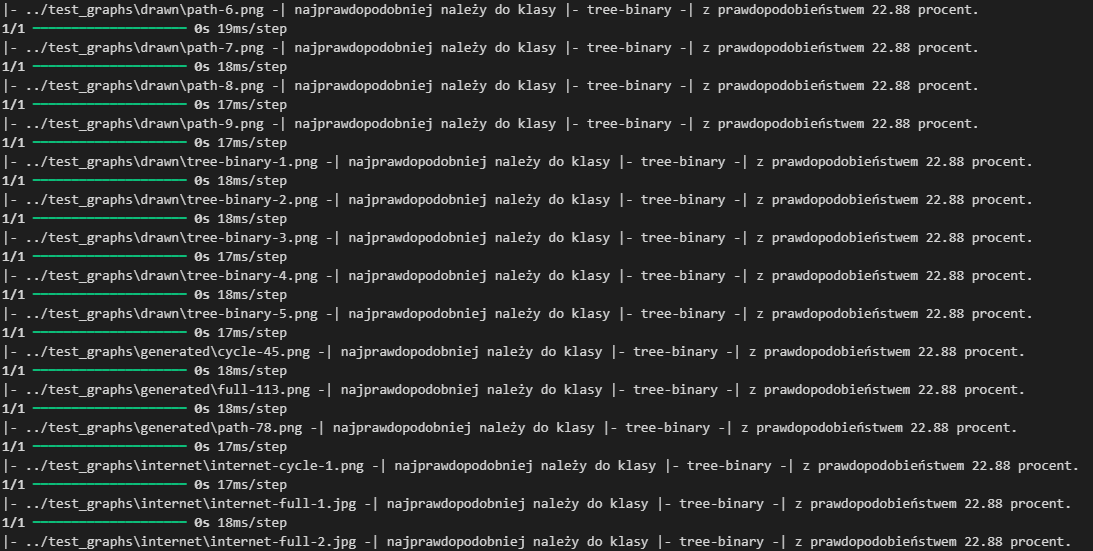 |- ../test_graphs\drawn\path-6.png -| najprawdopodobniej należy do klasy |- tree-binary -| z prawdopodobieństwem 22.88 procent.
1/1 ━━━━━━━━━━━━━━━━━━━━ 0s 19ms/step
|- ../test_graphs\drawn\path-7.png -| najprawdopodobniej należy do klasy |- tree-binary -| z prawdopodobieństwem 22.88 procent.
1/1 ━━━━━━━━━━━━━━━━━━━━ 0s 18ms/step
|- ../test_graphs\drawn\path-8.png -| najprawdopodobniej należy do klasy |- tree-binary -| z prawdopodobieństwem 22.88 procent.
1/1 ━━━━━━━━━━━━━━━━━━━━ 0s 17ms/step
|- ../test_graphs\drawn\path-9.png -| najprawdopodobniej należy do klasy |- tree-binary -| z prawdopodobieństwem 22.88 procent.
1/1 ━━━━━━━━━━━━━━━━━━━━ 0s 17ms/step
|- ../test_graphs\drawn\tree-binary-1.png -| najprawdopodobniej należy do klasy |- tree-binary -| z prawdopodobieństwem 22.88 procent.
1/1 ━━━━━━━━━━━━━━━━━━━━ 0s 18ms/step
|- ../test_graphs\drawn\tree-binary-2.png -| najprawdopodobniej należy do klasy |- tree-binary -| z prawdopodobieństwem 22.88 procent.
1/1 ━━━━━━━━━━━━━━━━━━━━ 0s 18ms/step
|- ../test_graphs\drawn\tree-binary-3.png -| najprawdopodobniej należy do klasy |- tree-binary -| z prawdopodobieństwem 22.88 procent.
1/1 ━━━━━━━━━━━━━━━━━━━━ 0s 17ms/step
|- ../test_graphs\drawn\tree-binary-4.png -| najprawdopodobniej należy do klasy |- tree-binary -| z prawdopodobieństwem 22.88 procent.
1/1 ━━━━━━━━━━━━━━━━━━━━ 0s 18ms/step
|- ../test_graphs\drawn\tree-binary-5.png -| najprawdopodobniej należy do klasy |- tree-binary -| z prawdopodobieństwem 22.88 procent.
1/1 ━━━━━━━━━━━━━━━━━━━━ 0s 17ms/step
|- ../test_graphs\generated\cycle-45.png -| najprawdopodobniej należy do klasy |- tree-binary -| z prawdopodobieństwem 22.88 procent.
1/1 ━━━━━━━━━━━━━━━━━━━━ 0s 18ms/step
|- ../test_graphs\generated\full-113.png -| najprawdopodobniej należy do klasy |- tree-binary -| z prawdopodobieństwem 22.88 procent.
1/1 ━━━━━━━━━━━━━━━━━━━━ 0s 18ms/step
|- ../test_graphs\generated\path-78.png -| najprawdopodobniej należy do klasy |- tree-binary -| z prawdopodobieństwem 22.88 procent.
1/1 ━━━━━━━━━━━━━━━━━━━━ 0s 17ms/step
|- ../test_graphs\internet\internet-cycle-1.png -| najprawdopodobniej należy do klasy |- tree-binary -| z prawdopodobieństwem 22.88 procent.
1/1 ━━━━━━━━━━━━━━━━━━━━ 0s 17ms/step
|- ../test_graphs\internet\internet-full-1.jpg -| najprawdopodobniej należy do klasy |- tree-binary -| z prawdopodobieństwem 22.88 procent.
1/1 ━━━━━━━━━━━━━━━━━━━━ 0s 18ms/step
|- ../test_graphs\internet\internet-full-2.jpg -| najprawdopodobniej należy do klasy |- tree-binary -| z prawdopodobieństwem 22.88 procent.